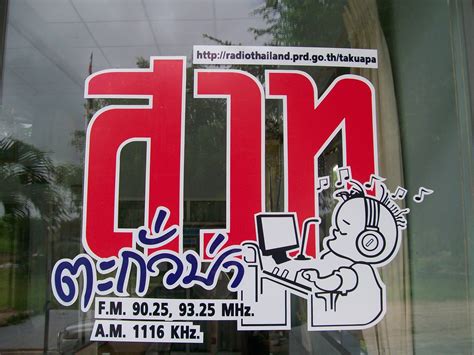 http://radiothailand.prd.go.th/takuapa
ส.ว.ท
ตะกั่วป่า
F.M. 90.25, 93.25 MHz.
A.M. 1116 KHz.